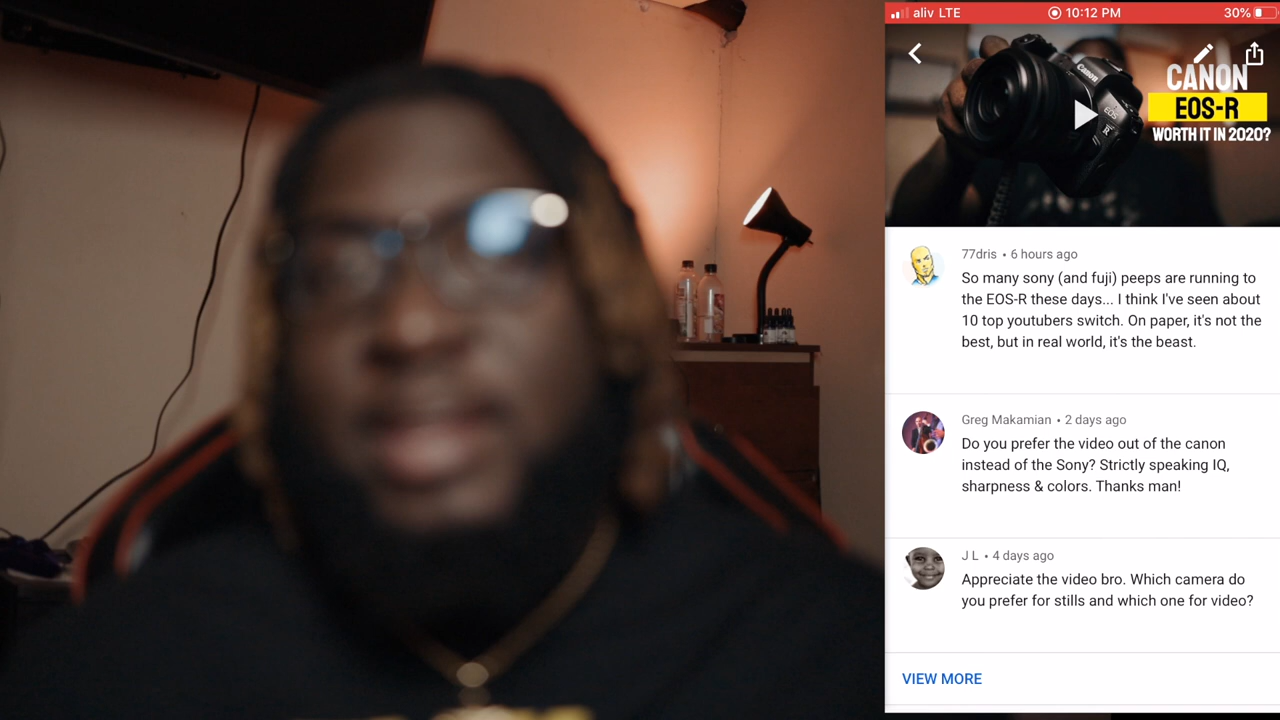 aliv LTE 10:12 PM 30%
CANON
EOS-R
WORTH IT IN 2020?
Canon
EOS
R
77dris • 6 hours ago
So many sony (and fuji) peeps are running to
the EOS-R these days... I think I've seen about
10 top youtubers switch. On paper, it's not the
best, but in real world, it's the beast.
Greg Makamian • 2 days ago
Do you prefer the video out of the canon
instead of the Sony? Strictly speaking IQ,
sharpness & colors. Thanks man!
J L • 4 days ago
Appreciate the video bro. Which camera do
you prefer for stills and which one for video?
VIEW MORE